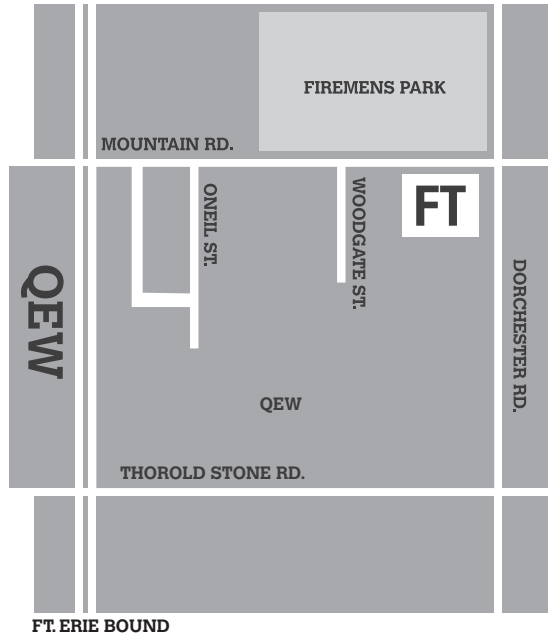 FIREMENS PARK
MOUNTAIN RD.
ONEIL ST.
WOODGATE ST.
FT
QEW
DORCHESTER RD.
QEW
THOROLD STONE RD.
FT. ERIE BOUND